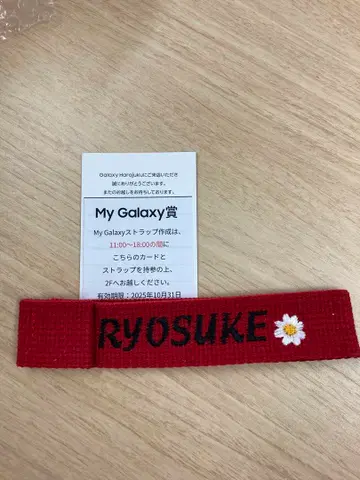 Galaxy Harajukuにご来店いただき
誠にありがとうございます。
またのお越しをお待ちしております。
My Galaxy賞
My Galaxyストラップ作成は、
11:00〜18:00の間に
こちらのカードと
ストラップを持参の上、
2Fへお越しください。
有効期限：2025年10月31日
RYOSUKE